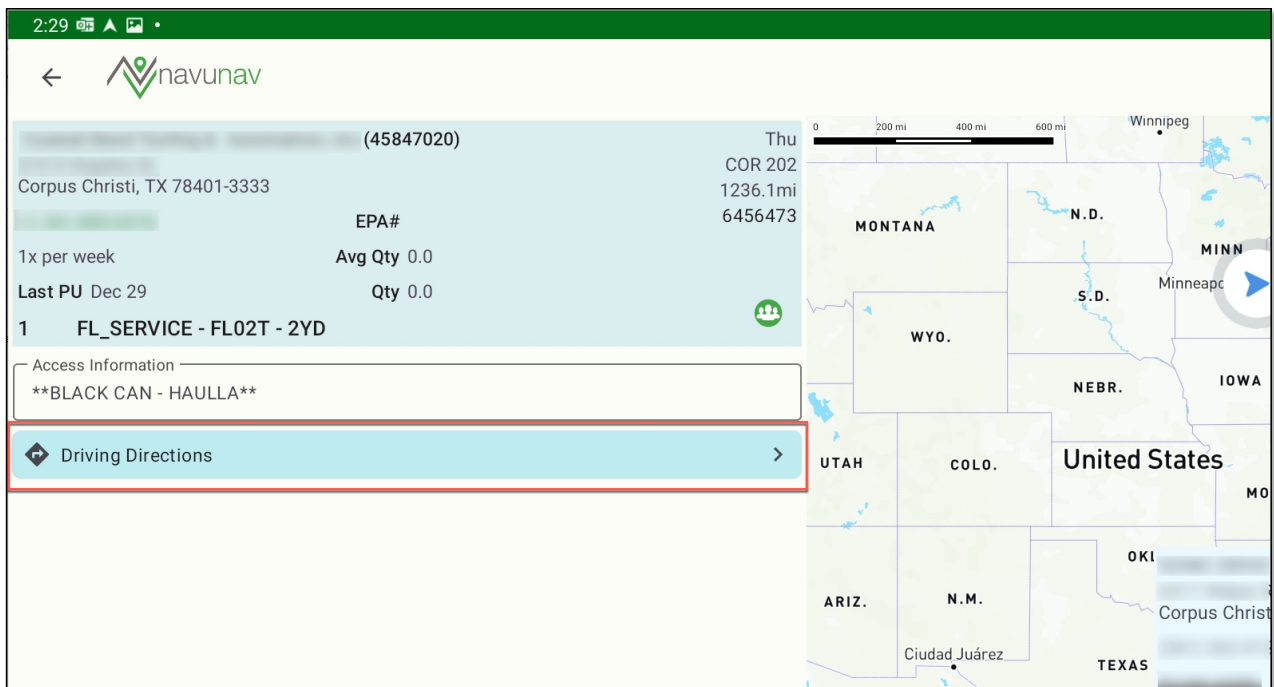 2:29
navunav
(45847020)
Thu
COR 202
Corpus Christi, TX 78401-3333
1236.1mi
EPA#
6456473
1x per week
Avg Qty 0.0
Last PU Dec 29
Qty 0.0
1 FL_SERVICE - FL02T - 2YD
Access Information
**BLACK CAN - HAULLA**
Driving Directions
0 200 mi 400 mi 600 mi
Winnipeg
MONTANA
N.D.
MINN
Minneapo
S.D.
WYO.
NEBR.
IOWA
UTAH
COLO.
United States
MO
OKL
ARIZ.
N.M.
Corpus Christ
Ciudad Juárez
TEXAS